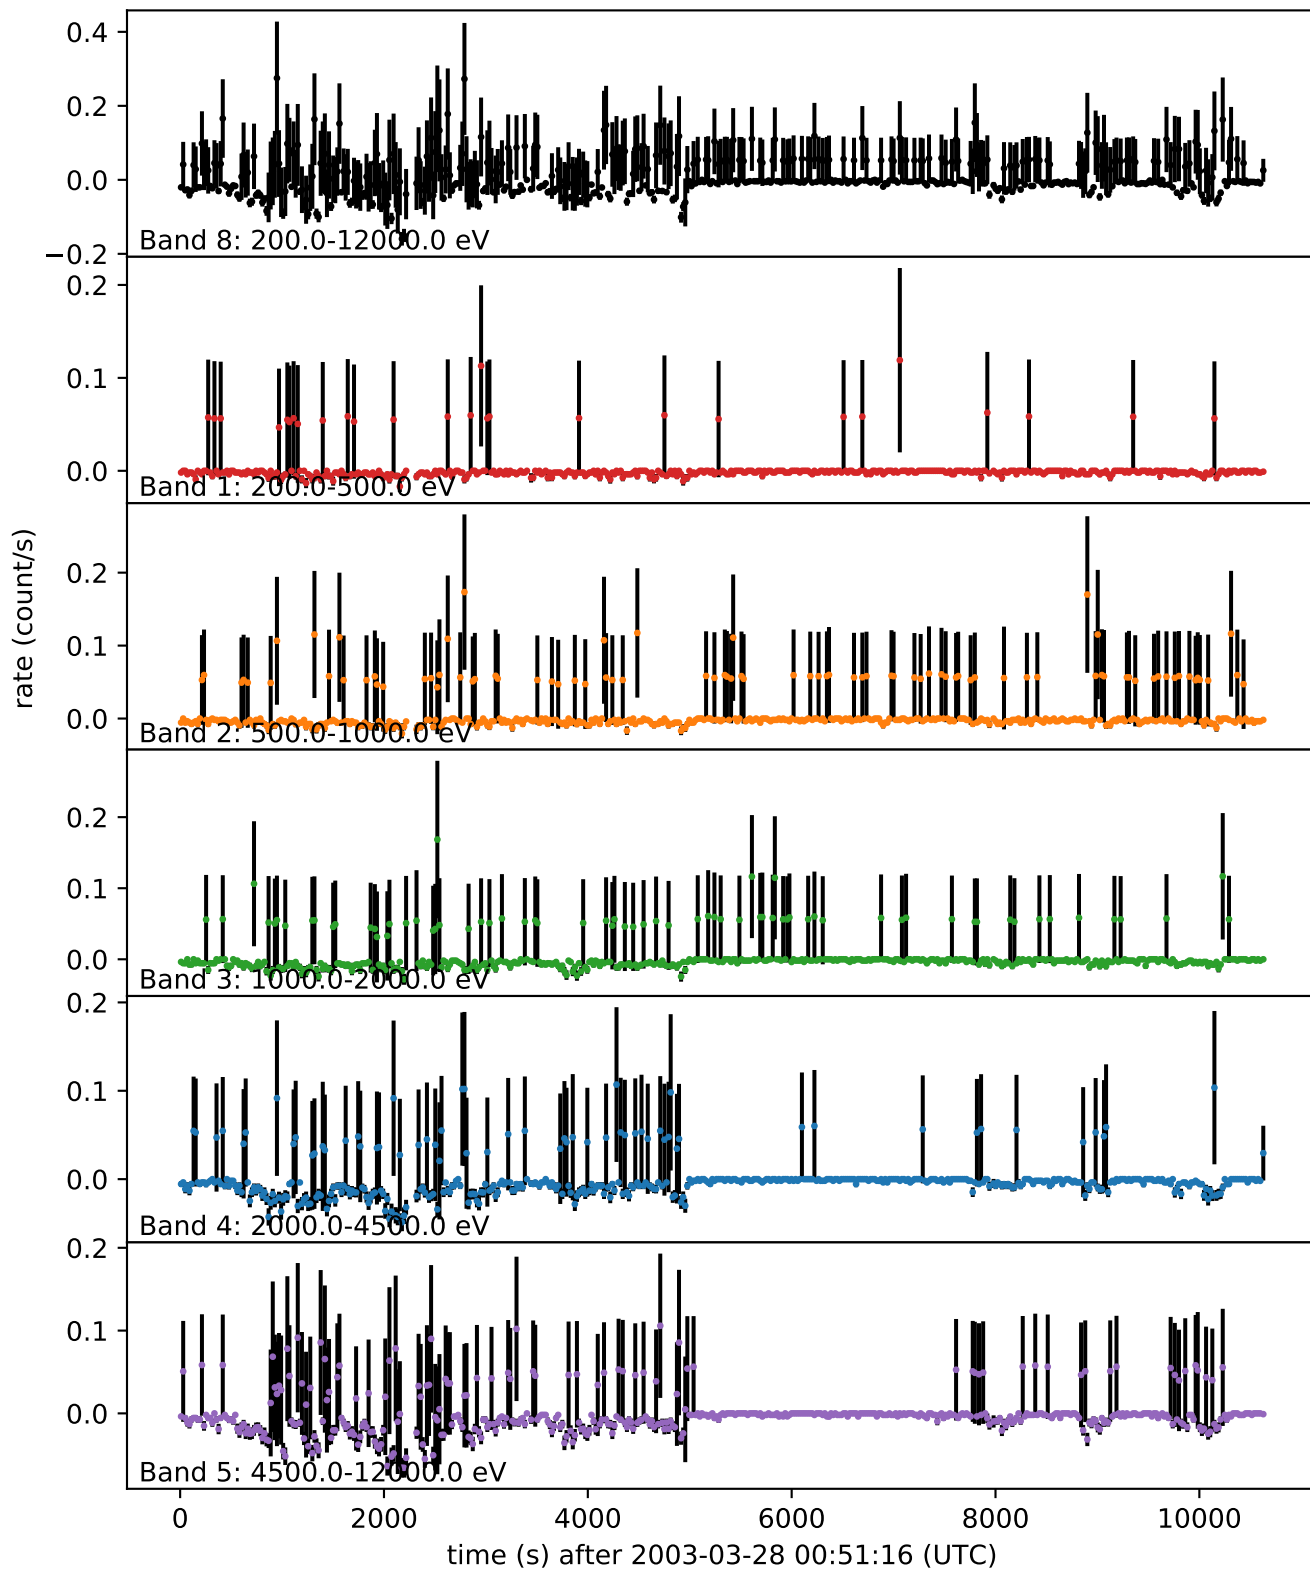 0.4
0.2
0.0
−0.2
Band 8: 200.0-12000.0 eV
0.2
0.1
0.0
Band 1: 200.0-500.0 eV
0.2
0.1
0.0
Band 2: 500.0-1000.0 eV
rate (count/s)
0.2
0.1
0.0
Band 3: 1000.0-2000.0 eV
0.2
0.1
0.0
Band 4: 2000.0-4500.0 eV
0.2
0.1
0.0
Band 5: 4500.0-12000.0 eV
0 2000 4000 6000 8000 10000
time (s) after 2003-03-28 00:51:16 (UTC)